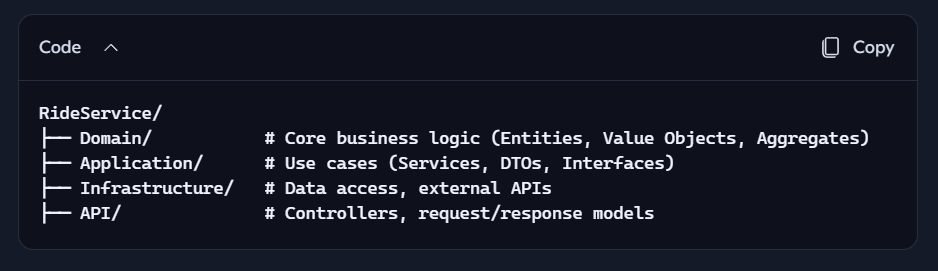 Code
Copy
RideService/
├── Domain/           # Core business logic (Entities, Value Objects, Aggregates)
├── Application/      # Use cases (Services, DTOs, Interfaces)
├── Infrastructure/   # Data access, external APIs
├── API/              # Controllers, request/response models